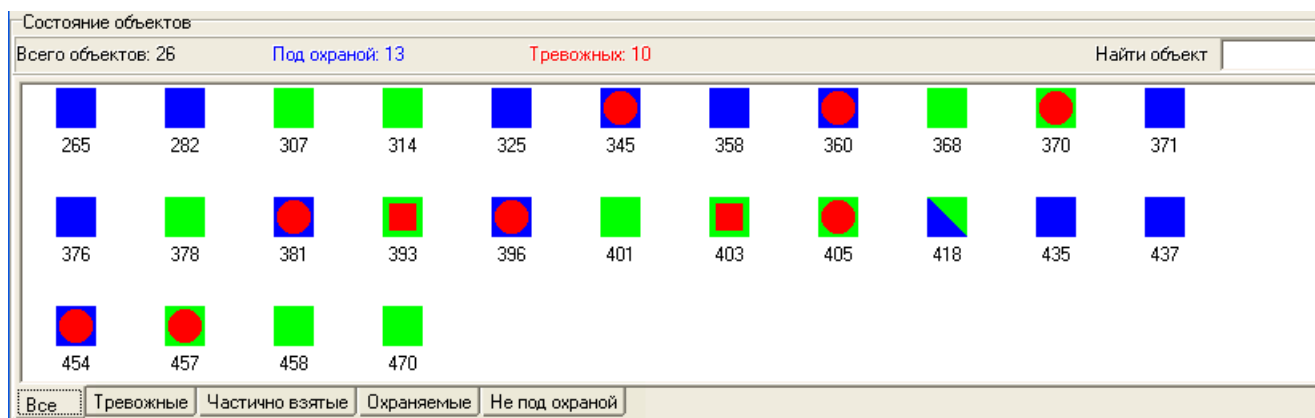 Состояние объектов
Всего объектов: 26 Под охраной: 13 Тревожных: 10 Найти объект
265 282 307 314 325 345 358 360 368 370 371
376 378 381 393 396 401 403 405 418 435 437
454 457 458 470
Все Тревожные Частично взятые Охраняемые Не под охраной